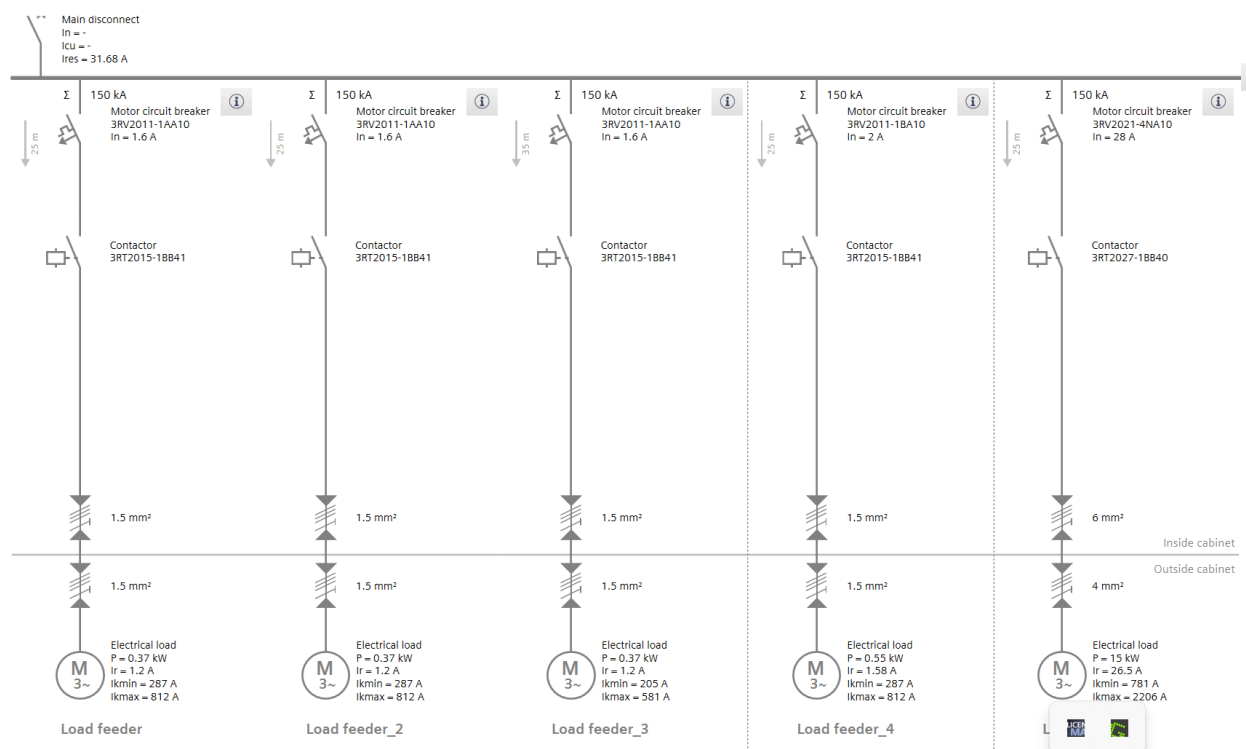 Main disconnect
In = -
Icu = -
Ires = 31.68 A
Σ 150 kA
Motor circuit breaker
3RV2011-1AA10
In = 1.6 A
25 m
Contactor
3RT2015-1BB41
1.5 mm²
1.5 mm²
Electrical load
P = 0.37 kW
Ir = 1.2 A
Ikmin = 287 A
Ikmax = 812 A
M
3~
Load feeder
Σ 150 kA
Motor circuit breaker
3RV2011-1AA10
In = 1.6 A
25 m
Contactor
3RT2015-1BB41
1.5 mm²
1.5 mm²
Electrical load
P = 0.37 kW
Ir = 1.2 A
Ikmin = 287 A
Ikmax = 812 A
M
3~
Load feeder_2
Σ 150 kA
Motor circuit breaker
3RV2011-1AA10
In = 1.6 A
35 m
Contactor
3RT2015-1BB41
1.5 mm²
1.5 mm²
Electrical load
P = 0.37 kW
Ir = 1.2 A
Ikmin = 205 A
Ikmax = 581 A
M
3~
Load feeder_3
Σ 150 kA
Motor circuit breaker
3RV2011-1BA10
In = 2 A
25 m
Contactor
3RT2015-1BB41
1.5 mm²
1.5 mm²
Electrical load
P = 0.55 kW
Ir = 1.58 A
Ikmin = 287 A
Ikmax = 812 A
M
3~
Load feeder_4
Σ 150 kA
Motor circuit breaker
3RV2021-4NA10
In = 28 A
25 m
Contactor
3RT2027-1BB40
6 mm²
Inside cabinet
Outside cabinet
4 mm²
Electrical load
P = 15 kW
Ir = 26.5 A
Ikmin = 781 A
Ikmax = 2206 A
M
3~